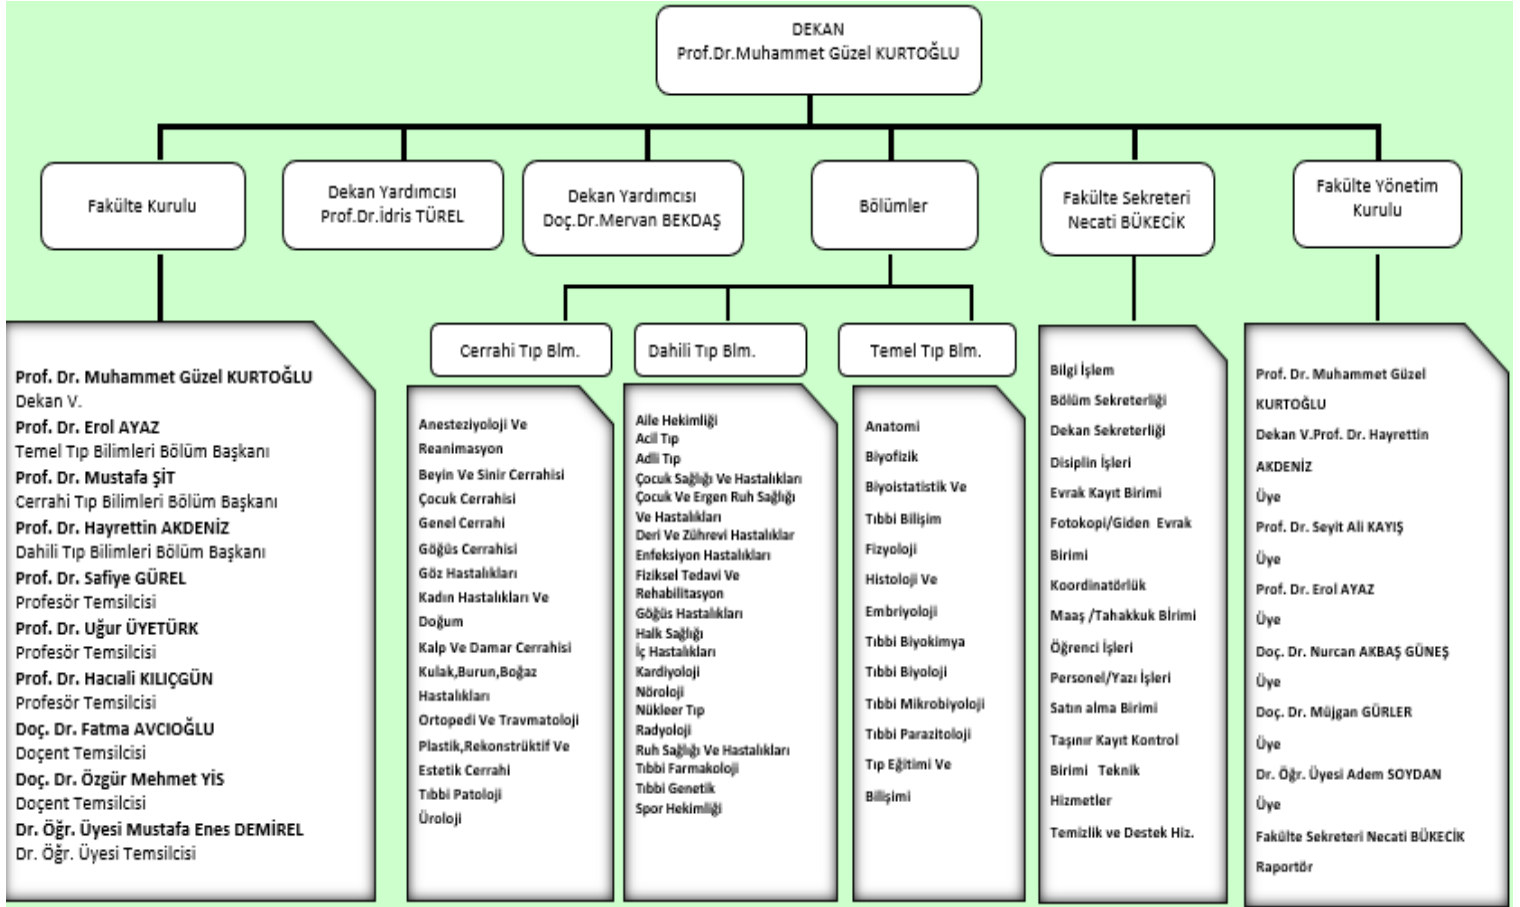 DEKAN
Prof.Dr.Muhammet Güzel KURTOĞLU
Fakülte Kurulu
Dekan Yardımcısı
Prof.Dr.İdris TÜREL
Dekan Yardımcısı
Doç.Dr.Mervan BEKDAŞ
Bölümler
Fakülte Sekreteri
Necati BÜKECİK
Fakülte Yönetim
Kurulu
Prof. Dr. Muhammet Güzel KURTOĞLU
Dekan V.
Prof. Dr. Erol AYAZ
Temel Tıp Bilimleri Bölüm Başkanı
Prof. Dr. Mustafa ŞİT
Cerrahi Tıp Bilimleri Bölüm Başkanı
Prof. Dr. Hayrettin AKDENİZ
Dahili Tıp Bilimleri Bölüm Başkanı
Prof. Dr. Safiye GÜREL
Profesör Temsilcisi
Prof. Dr. Uğur ÜYETÜRK
Profesör Temsilcisi
Prof. Dr. Hacıali KILIÇGÜN
Profesör Temsilcisi
Doç. Dr. Fatma AVCIOĞLU
Doçent Temsilcisi
Doç. Dr. Özgür Mehmet YİS
Doçent Temsilcisi
Dr. Öğr. Üyesi Mustafa Enes DEMİREL
Dr. Öğr. Üyesi Temsilcisi
Cerrahi Tıp Blm.
Anesteziyoloji Ve
Reanimasyon
Beyin Ve Sinir Cerrahisi
Çocuk Cerrahisi
Genel Cerrahi
Göğüs Cerrahisi
Göz Hastalıkları
Kadın Hastalıkları Ve
Doğum
Kalp Ve Damar Cerrahisi
Kulak,Burun,Boğaz
Hastalıkları
Ortopedi Ve Travmatoloji
Plastik,Rekonstrüktif Ve
Estetik Cerrahi
Tıbbi Patoloji
Üroloji
Dahili Tıp Blm.
Aile Hekimliği
Acil Tıp
Adli Tıp
Çocuk Sağlığı Ve Hastalıkları
Çocuk Ve Ergen Ruh Sağlığı
Ve Hastalıkları
Deri Ve Zührevi Hastalıklar
Enfeksiyon Hastalıkları
Fiziksel Tedavi Ve
Rehabilitasyon
Göğüs Hastalıkları
Halk Sağlığı
İç Hastalıkları
Kardiyoloji
Nöroloji
Nükleer Tıp
Radyoloji
Ruh Sağlığı Ve Hastalıkları
Tıbbi Farmakoloji
Tıbbi Genetik
Spor Hekimliği
Temel Tıp Blm.
Anatomi
Biyofizik
Biyoistatistik Ve
Tıbbi Bilişim
Fizyoloji
Histoloji Ve
Embriyoloji
Tıbbi Biyokimya
Tıbbi Biyoloji
Tıbbi Mikrobiyoloji
Tıbbi Parazitoloji
Tıp Eğitimi Ve
Bilişimi
Bilgi İşlem
Bölüm Sekreterliği
Dekan Sekreterliği
Disiplin İşleri
Evrak Kayıt Birimi
Fotokopi/Giden Evrak
Birimi
Koordinatörlük
Maaş /Tahakkuk Birimi
Öğrenci İşleri
Personel/Yazı İşleri
Satın alma Birimi
Taşınır Kayıt Kontrol
Birimi Teknik
Hizmetler
Temizlik ve Destek Hiz.
Prof. Dr. Muhammet Güzel
KURTOĞLU
Dekan V.Prof. Dr. Hayrettin
AKDENİZ
Üye
Prof. Dr. Seyit Ali KAYIŞ
Üye
Prof. Dr. Erol AYAZ
Üye
Doç. Dr. Nurcan AKBAŞ GÜNEŞ
Üye
Doç. Dr. Müjgan GÜRLER
Üye
Dr. Öğr. Üyesi Adem SOYDAN
Üye
Fakülte Sekreteri Necati BÜKECİK
Raportör